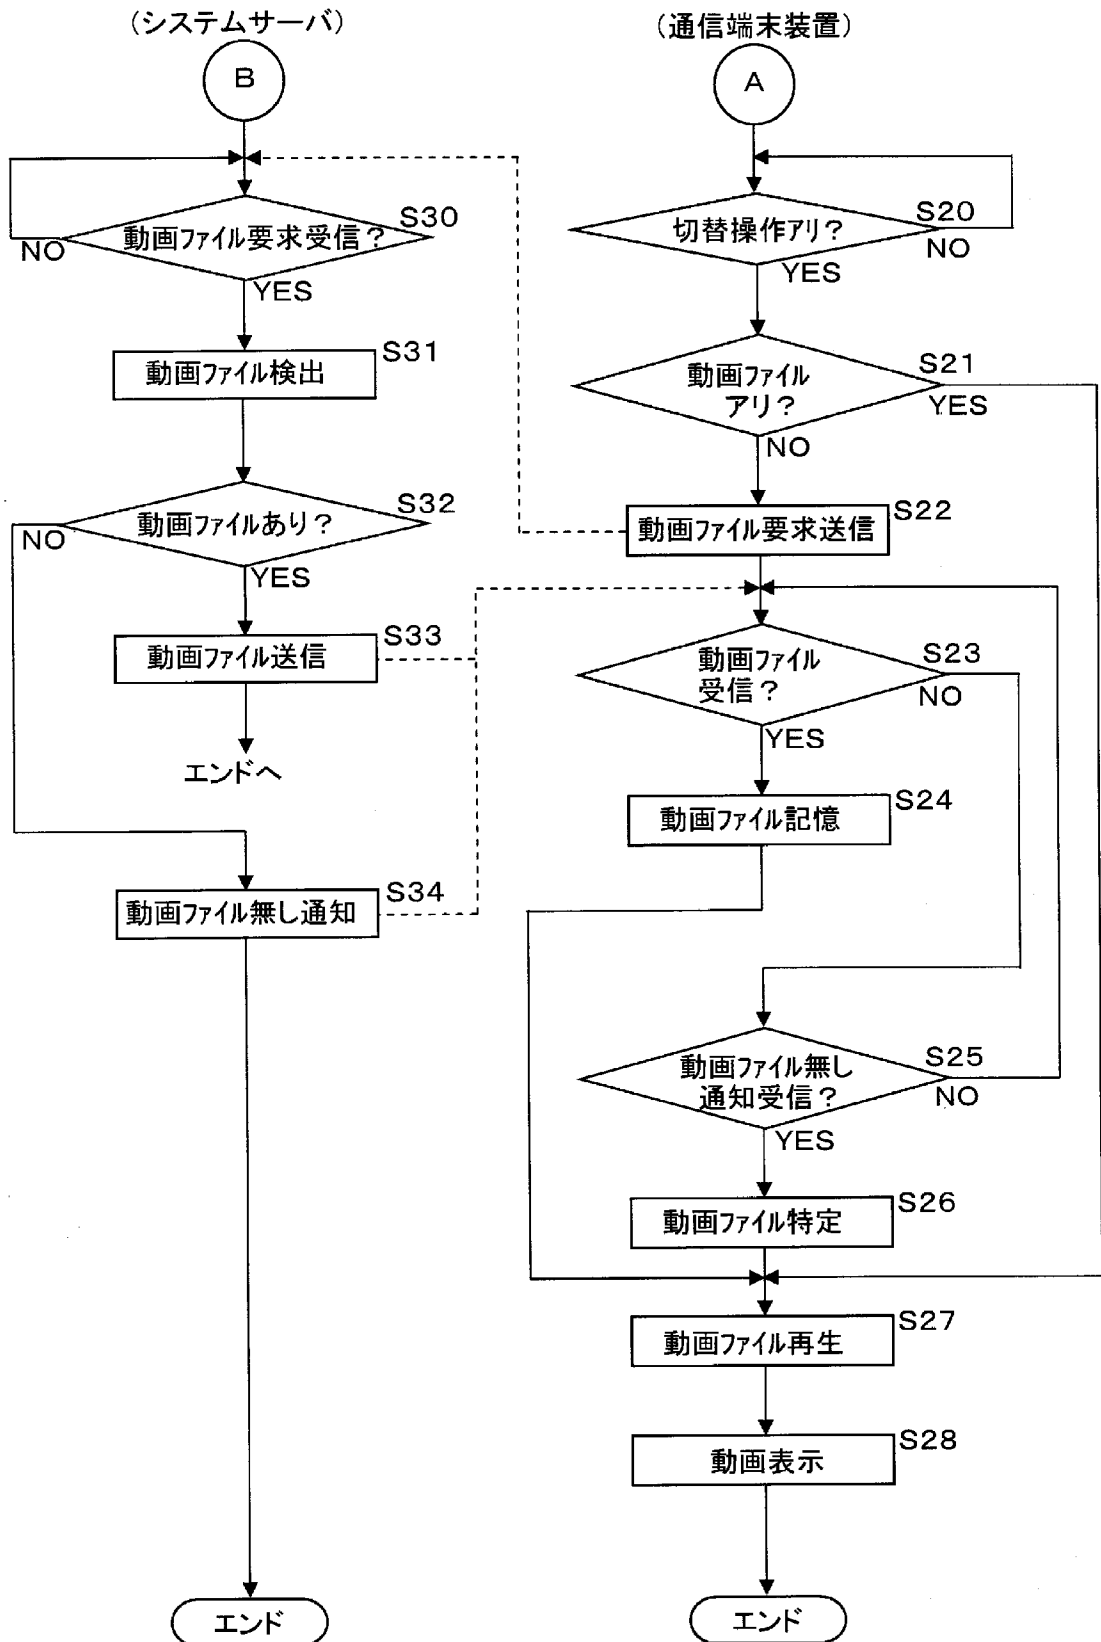 (システムサーバ)
B
動画ファイル要求受信？
S30
NO
YES
動画ファイル検出
S31
動画ファイルあり？
S32
NO
YES
動画ファイル送信
S33
エンドへ
動画ファイル無し通知
S34
エンド
(通信端末装置)
A
切替操作アリ？
S20
NO
YES
動画ファイル
アリ？
S21
YES
NO
動画ファイル要求送信
S22
動画ファイル
受信？
S23
NO
YES
動画ファイル記憶
S24
動画ファイル無し
通知受信？
S25
NO
YES
動画ファイル特定
S26
動画ファイル再生
S27
動画表示
S28
エンド